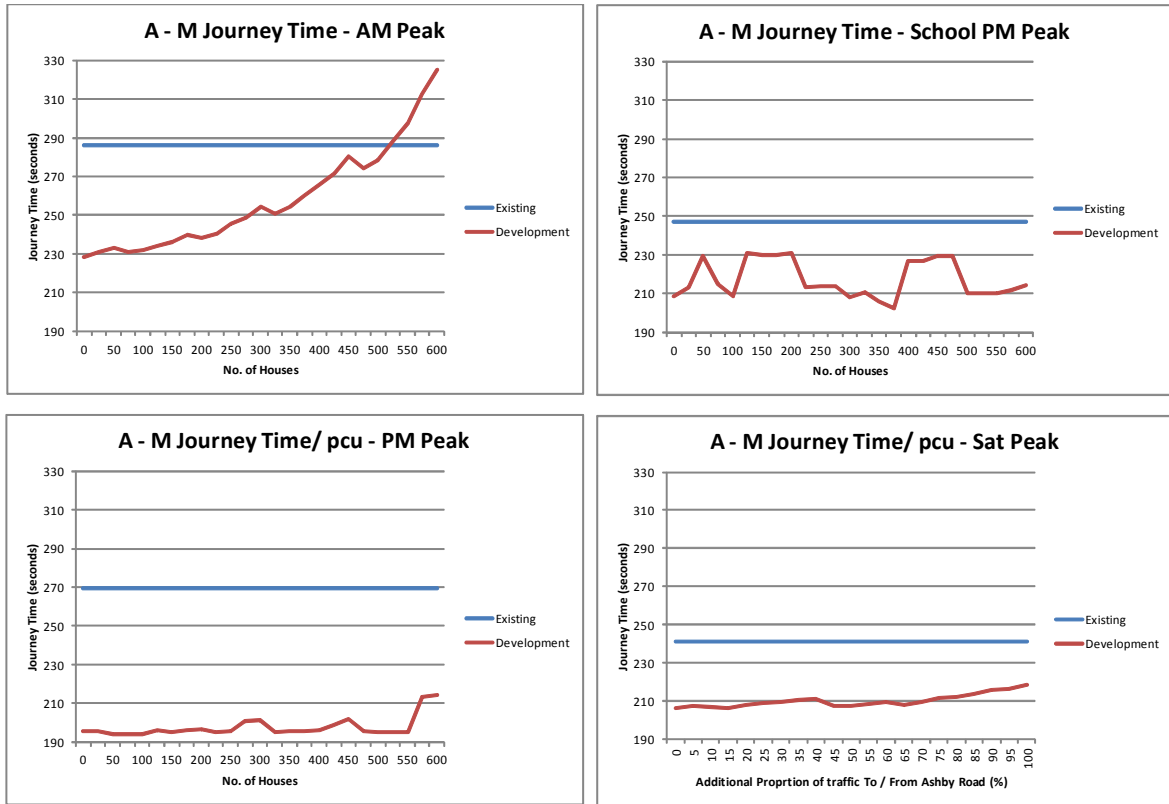 A - M Journey Time - AM Peak
330
310
290
270
250
230
210
190
Journey Time (seconds)
0 50 100 150 200 250 300 350 400 450 500 550 600
No. of Houses
Existing
Development
A - M Journey Time - School PM Peak
330
310
290
270
250
230
210
190
Journey Time (seconds)
0 50 100 150 200 250 300 350 400 450 500 550 600
No. of Houses
Existing
Development
A - M Journey Time/ pcu - PM Peak
330
310
290
270
250
230
210
190
Journey Time (seconds)
0 50 100 150 200 250 300 350 400 450 500 550 600
No. of Houses
Existing
Development
A - M Journey Time/ pcu - Sat Peak
330
310
290
270
250
230
210
190
Journey Time (seconds)
0 5 10 15 20 25 30 35 40 45 50 55 60 65 70 75 80 85 90 95 100
Additional Proprtion of traffic To / From Ashby Road (%)
Existing
Development